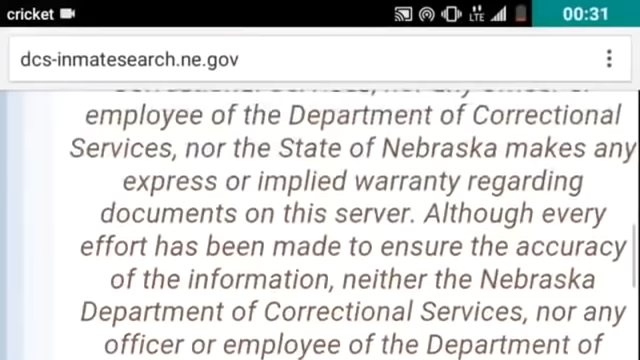 cricket LTE 00:31
dcs-inmatesearch.ne.gov
employee of the Department of Correctional
Services, nor the State of Nebraska makes any
express or implied warranty regarding
documents on this server. Although every
effort has been made to ensure the accuracy
of the information, neither the Nebraska
Department of Correctional Services, nor any
officer or employee of the Department of